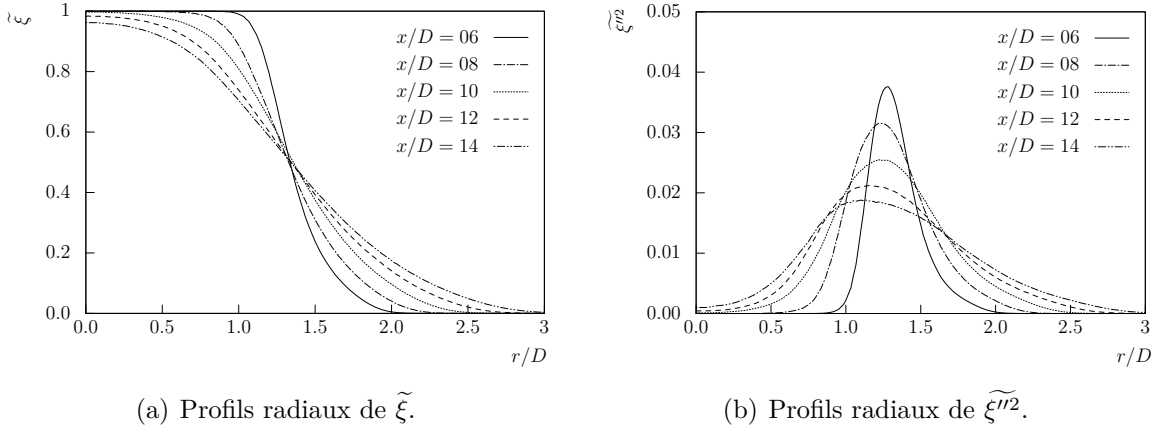 ξ̃
1
0.8
0.6
0.4
0.2
0.0
0.0
0.5
1.0
1.5
2.0
2.5
3
r/D
x/D = 06
x/D = 08
x/D = 10
x/D = 12
x/D = 14
(a) Profils radiaux de ξ̃.
ξ̃″²
0.05
0.04
0.03
0.02
0.01
0.00
0.0
0.5
1.0
1.5
2.0
2.5
3
r/D
x/D = 06
x/D = 08
x/D = 10
x/D = 12
x/D = 14
(b) Profils radiaux de ξ̃″².